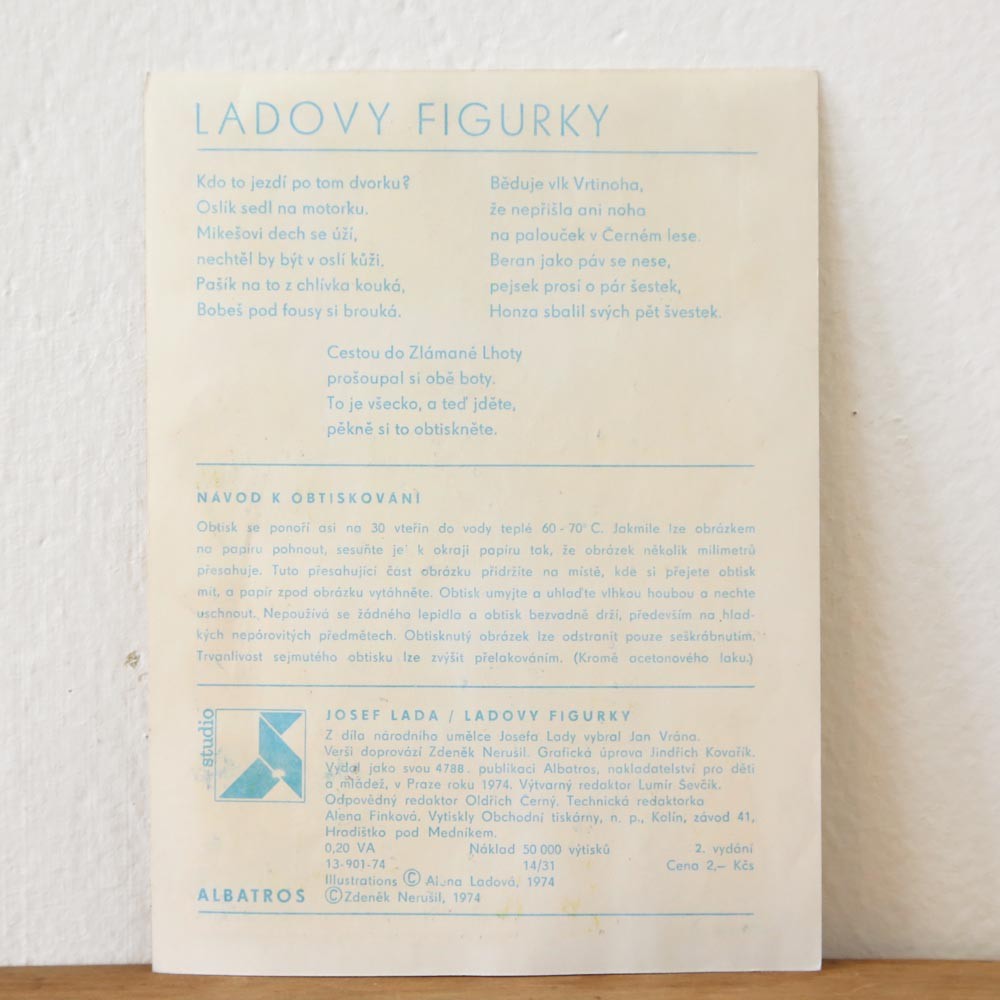 LADOVY FIGURKY
Kdo to jezdí po tom dvorku?
Oslík sedl na motorku.
Mikešovi dech se úží,
nechtěl by být v oslí kůži.
Pašík na to z chlívka kouká,
Bobeš pod fousy si brouká.
Běduje vlk Vrtinoha,
že nepřišla ani noha
na palouček v Černém lese.
Beran jako páv se nese,
pejsek prosí o pár šestek,
Honza sbalil svých pět švestek.
Cestou do Zlámané Lhoty
prošoupal si obě boty.
To je všecko, a teď jděte,
pěkně si to obtiskněte.
NÁVOD K OBTISKOVÁNÍ
Obtisk se ponoří asi na 30 vteřin do vody teplé 60-70° C. Jakmile lze obrázkem
na papíru pohnout, sesuňte jej k okraji papíru tak, že obrázek několik milimetrů
přesahuje. Tuto přesahující část obrázku přidržíte na místě, kde si přejete obtisk
mít, a papír zpod obrázku vytáhněte. Obtisk umyjte a uhlaďte vlhkou houbou a nechte
uschnout. Nepoužívá se žádného lepidla a obtisk bezvadně drží, především na hlad-
kých nepórovitých předmětech. Obtisknutý obrázek lze odstranit pouze seškrábnutím.
Trvanlivost sejmutého obtisku lze zvýšit přelakováním. (Kromě acetonového laku.)
studio
JOSEF LADA / LADOVY FIGURKY
Z díla národního umělce Josefa Lady vybral Jan Vrána.
Verši doprovází Zdeněk Nerušil. Grafická úprava Jindřich Kovařík.
Vydal jako svou 4788. publikaci Albatros, nakladatelství pro děti
a mládež, v Praze roku 1974. Výtvarný redaktor Lumír Ševčík.
Odpovědný redaktor Oldřich Černý. Technická redaktorka
Alena Finková. Vytiskly Obchodní tiskárny, n. p., Kolín, závod 41,
Hradištko pod Medníkem.
0,20 VA Náklad 50 000 výtisků 2. vydání
13-901-74 14/31 Cena 2,– Kčs
Illustrations © Alena Ladová, 1974
ALBATROS © Zdeněk Nerušil, 1974